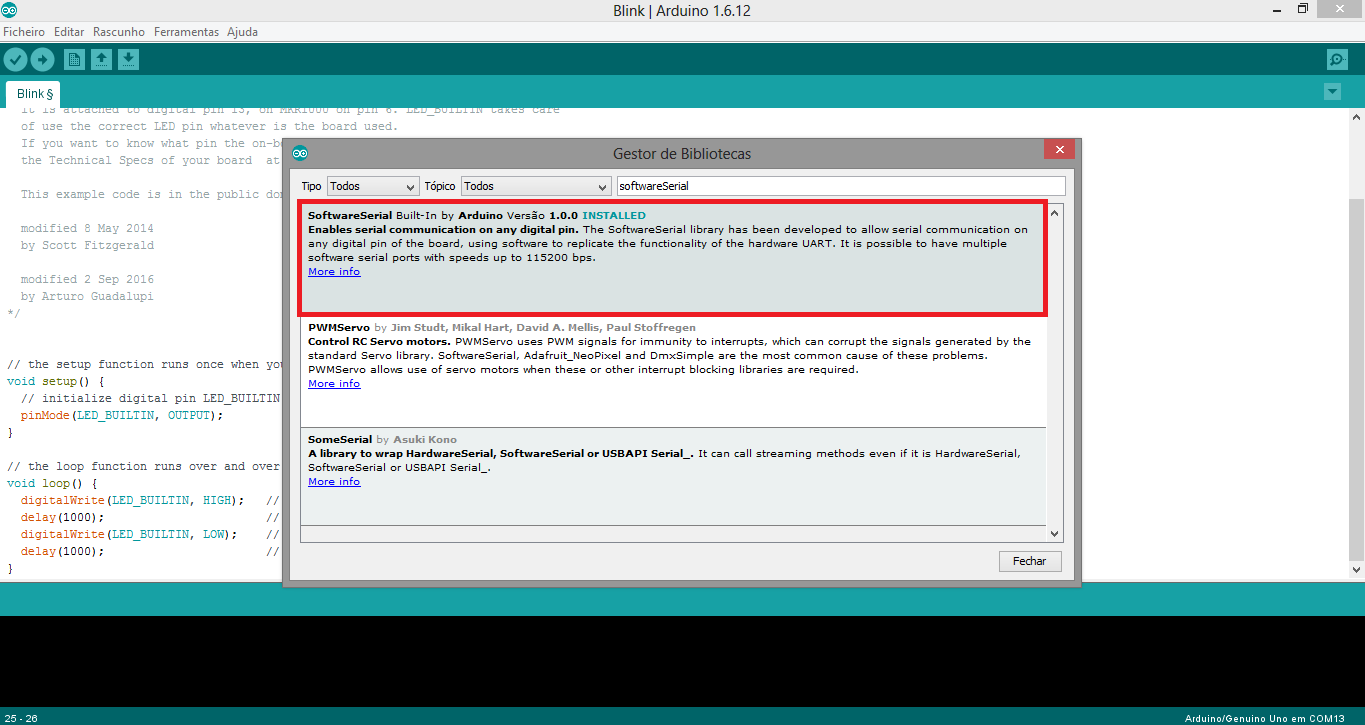 Blink | Arduino 1.6.12
Ficheiro Editar Rascunho Ferramentas Ajuda
Blink §
It is attached to digital pin 13, on MKR1000 on pin 6. LED_BUILTIN takes care
of use the correct LED pin whatever is the board used.
If you want to know what pin the on-b
the Technical Specs of your board at
This example code is in the public do
modified 8 May 2014
by Scott Fitzgerald
modified 2 Sep 2016
by Arturo Guadalupi
*/
// the setup function runs once when you
void setup() {
// initialize digital pin LED_BUILTIN
pinMode(LED_BUILTIN, OUTPUT);
}
// the loop function runs over and over
void loop() {
digitalWrite(LED_BUILTIN, HIGH); //
delay(1000); //
digitalWrite(LED_BUILTIN, LOW); //
delay(1000); //
}
Gestor de Bibliotecas
Tipo Todos Tópico Todos softwareSerial
SoftwareSerial Built-In by Arduino Versão 1.0.0 INSTALLED
Enables serial communication on any digital pin. The SoftwareSerial library has been developed to allow serial communication on
any digital pin of the board, using software to replicate the functionality of the hardware UART. It is possible to have multiple
software serial ports with speeds up to 115200 bps.
More info
PWMServo by Jim Studt, Mikal Hart, David A. Mellis, Paul Stoffregen
Control RC Servo motors. PWMServo uses PWM signals for immunity to interrupts, which can corrupt the signals generated by the
standard Servo library. SoftwareSerial, Adafruit_NeoPixel and DmxSimple are the most common cause of these problems.
PWMServo allows use of servo motors when these or other interrupt blocking libraries are required.
More info
SomeSerial by Asuki Kono
A library to wrap HardwareSerial, SoftwareSerial or USBAPI Serial_. It can call streaming methods even if it is HardwareSerial,
SoftwareSerial or USBAPI Serial_.
More info
Fechar
25 - 26
Arduino/Genuino Uno em COM13